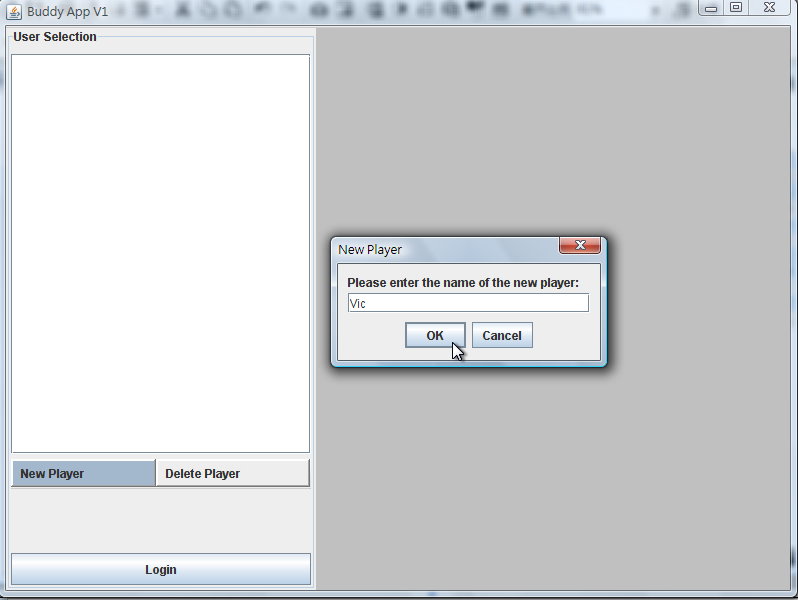 Buddy App V1
User Selection
New Player
Please enter the name of the new player:
Vic
OK Cancel
New Player Delete Player
Login